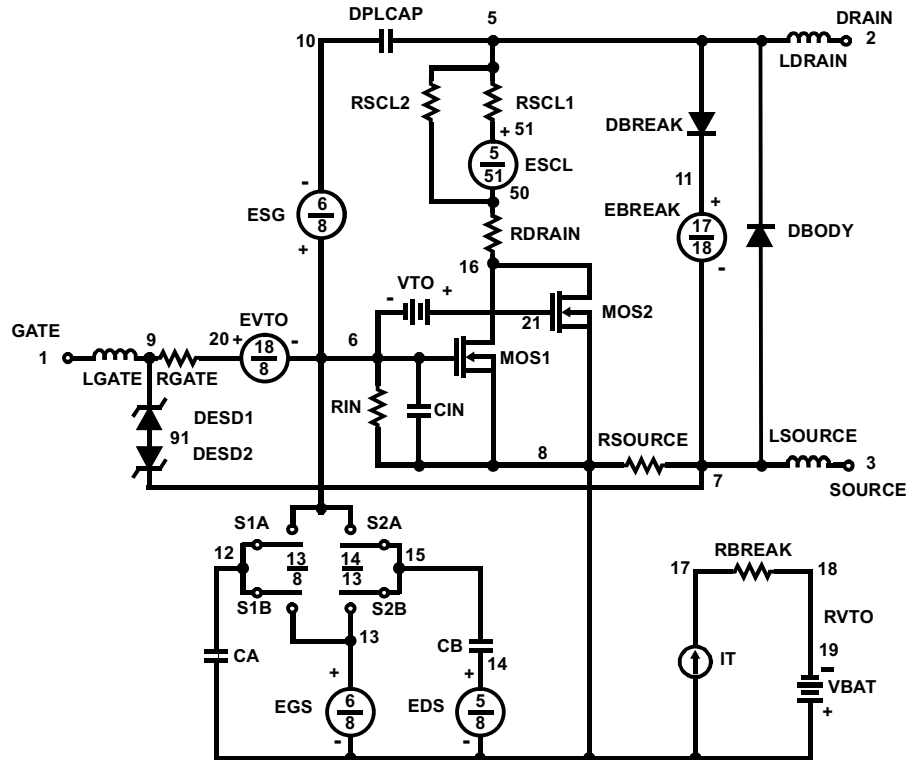 DPLCAP
5
DRAIN
10
2
LDRAIN
RSCL2
RSCL1
+ 51
DBREAK
5
51
ESCL
50
11
ESG
-
6
8
+
EBREAK
+
17
18
-
DBODY
RDRAIN
16
VTO
- +
21
MOS2
GATE
1
9
20 +
EVTO
18
8
-
6
MOS1
LGATE
RGATE
RIN
CIN
DESD1
91
DESD2
8
RSOURCE
7
LSOURCE
3
SOURCE
S1A
S2A
12
13
8
14
13
15
S1B
S2B
13
CA
CB
14
+
EGS
6
8
-
+
EDS
5
8
-
RBREAK
17
18
RVTO
19
IT
-
VBAT
+